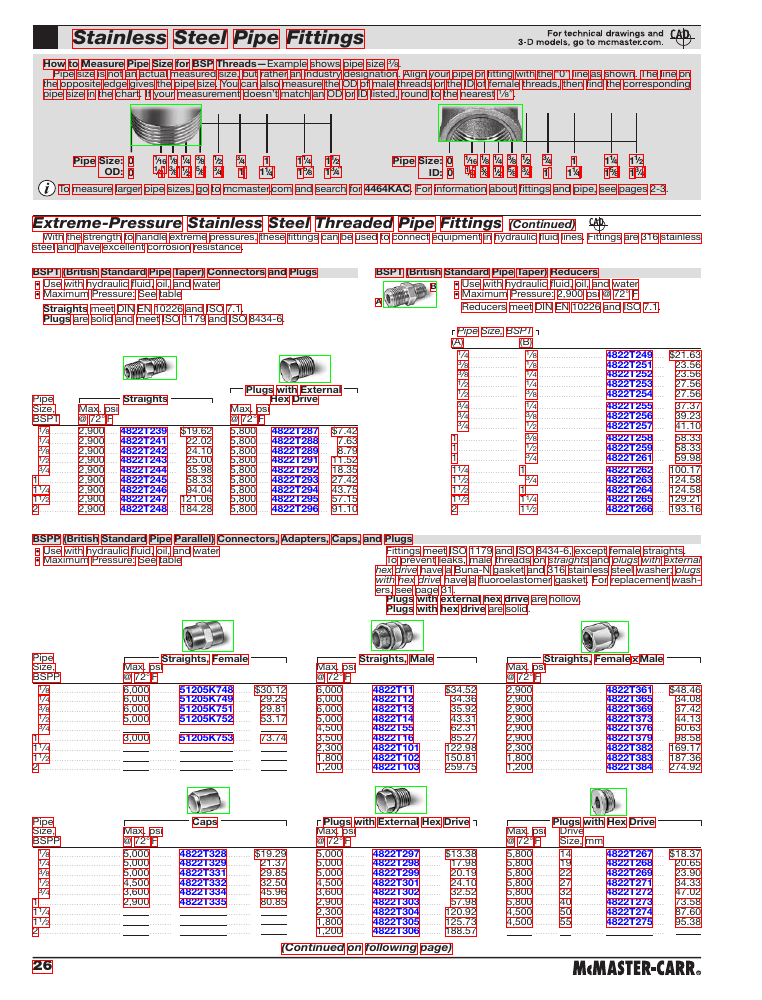 Stainless Steel Pipe Fittings
For technical drawings and
3-D models, go to mcmaster.com.
CAD
How to Measure Pipe Size for BSP Threads—Example shows pipe size ⅜.
Pipe size is not an actual measured size, but rather an industry designation. Align your pipe or fitting with the "0" line as shown. The line on
the opposite edge gives the pipe size. You can also measure the OD of male threads or the ID of female threads, then find the corresponding
pipe size in the chart. If your measurement doesn't match an OD or ID listed, round to the nearest ⅛".
Pipe Size: 0 1/16 ⅛ ¼ ⅜ ½ ¾ 1 1¼ 1½
Pipe Size: 0 1/16 ⅛ ¼ ⅜ ½ ¾ 1 1¼ 1½
To measure larger pipe sizes, go to mcmaster.com and search for 4464KAC. For information about fittings and pipe, see pages 2-3.
Extreme-Pressure Stainless Steel Threaded Pipe Fittings (Continued) CAD
With the strength to handle extreme pressures, these fittings can be used to connect equipment in hydraulic fluid lines. Fittings are 316 stainless
steel and have excellent corrosion resistance.
BSPT (British Standard Pipe Taper) Connectors and Plugs
• Use with hydraulic fluid, oil, and water
• Maximum Pressure: See table
Straights meet DIN EN 10226 and ISO 7.1.
Plugs are solid and meet ISO 1179 and ISO 8434-6.
Plugs with External
Pipe Straights Hex Drive
Size, Max. psi Max. psi
BSPT @ 72° F @ 72° F
⅛ 2,900 4822T239 $19.62 5,800 4822T287 $7.42
¼ 2,900 4822T241 22.02 5,800 4822T288 7.63
⅜ 2,900 4822T242 24.10 5,800 4822T289 8.79
½ 2,900 4822T243 25.00 5,800 4822T291 11.52
¾ 2,900 4822T244 35.98 5,800 4822T292 18.35
1 2,900 4822T245 58.33 5,800 4822T293 27.42
1¼ 2,900 4822T246 94.04 5,800 4822T294 43.75
1½ 2,900 4822T247 121.06 5,800 4822T295 57.15
2 2,900 4822T248 184.28 5,800 4822T296 91.10
BSPT (British Standard Pipe Taper) Reducers
A B
• Use with hydraulic fluid, oil, and water
• Maximum Pressure: 2,900 psi @ 72° F
Reducers meet DIN EN 10226 and ISO 7.1.
Pipe Size, BSPT
(A) (B)
¼ ⅛ 4822T249 $21.63
⅜ ⅛ 4822T251 23.56
⅜ ¼ 4822T252 23.56
½ ¼ 4822T253 27.56
½ ⅜ 4822T254 27.56
¾ ¼ 4822T255 37.37
¾ ⅜ 4822T256 39.23
¾ ½ 4822T257 41.10
1 ⅜ 4822T258 58.33
1 ½ 4822T259 58.33
1 ¾ 4822T261 59.98
1¼ 1 4822T262 100.17
1½ ¾ 4822T263 124.58
1½ 1 4822T264 124.58
1½ 1¼ 4822T265 129.21
2 1½ 4822T266 193.16
BSPP (British Standard Pipe Parallel) Connectors, Adapters, Caps, and Plugs
• Use with hydraulic fluid, oil, and water
• Maximum Pressure: See table
Fittings meet ISO 1179 and ISO 8434-6, except female straights.
To prevent leaks, male threads on straights and plugs with external
hex drive have a Buna-N gasket and 316 stainless steel washer; plugs
with hex drive have a fluoroelastomer gasket. For replacement wash-
ers, see page 31.
Plugs with external hex drive are hollow.
Plugs with hex drive are solid.
Pipe Straights, Female Straights, Male Straights, Female x Male
Size, Max. psi Max. psi Max. psi
BSPP @ 72° F @ 72° F @ 72° F
⅛ 6,000 51205K748 $30.12 6,000 4822T11 $34.52 2,900 4822T361 $48.46
¼ 6,000 51205K749 29.25 6,000 4822T12 34.36 2,900 4822T365 34.08
⅜ 6,000 51205K751 29.81 6,000 4822T13 35.92 2,900 4822T369 37.42
½ 6,000 51205K752 53.17 5,000 4822T14 43.31 2,900 4822T373 44.13
¾ 4,500 4822T55 62.31 2,900 4822T376 60.63
1 3,000 51205K753 73.74 3,500 4822T16 85.27 2,900 4822T379 98.58
1¼ 2,300 4822T101 122.98 2,300 4822T382 169.17
1½ 1,800 4822T102 150.81 1,800 4822T383 187.36
2 1,200 4822T103 259.75 1,200 4822T384 274.92
Pipe Caps Plugs with External Hex Drive Plugs with Hex Drive
Size, Max. psi Max. psi Max. psi Drive
BSPP @ 72° F @ 72° F @ 72° F Size, mm
⅛ 5,000 4822T328 $19.29 5,000 4822T297 $13.38 5,800 14 4822T267 $18.37
¼ 5,000 4822T329 21.37 5,000 4822T298 17.98 5,800 19 4822T268 20.65
⅜ 5,000 4822T331 29.85 5,000 4822T299 20.19 5,800 22 4822T269 23.90
½ 4,500 4822T332 32.50 4,500 4822T301 24.10 5,800 27 4822T271 34.33
¾ 3,600 4822T334 45.96 3,600 4822T302 32.52 5,800 32 4822T272 47.02
1 2,900 4822T335 80.85 2,900 4822T303 57.98 5,800 40 4822T273 73.58
1¼ 2,300 4822T304 120.92 4,500 50 4822T274 87.60
1½ 1,800 4822T305 125.73 4,500 55 4822T275 95.38
2 1,200 4822T306 188.57
(Continued on following page)
26
McMASTER-CARR®